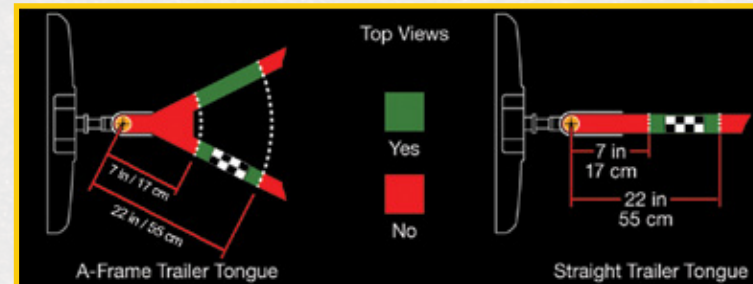 Top Views
Yes
No
7 in / 17 cm
22 in / 55 cm
A-Frame Trailer Tongue
7 in
17 cm
22 in
55 cm
Straight Trailer Tongue